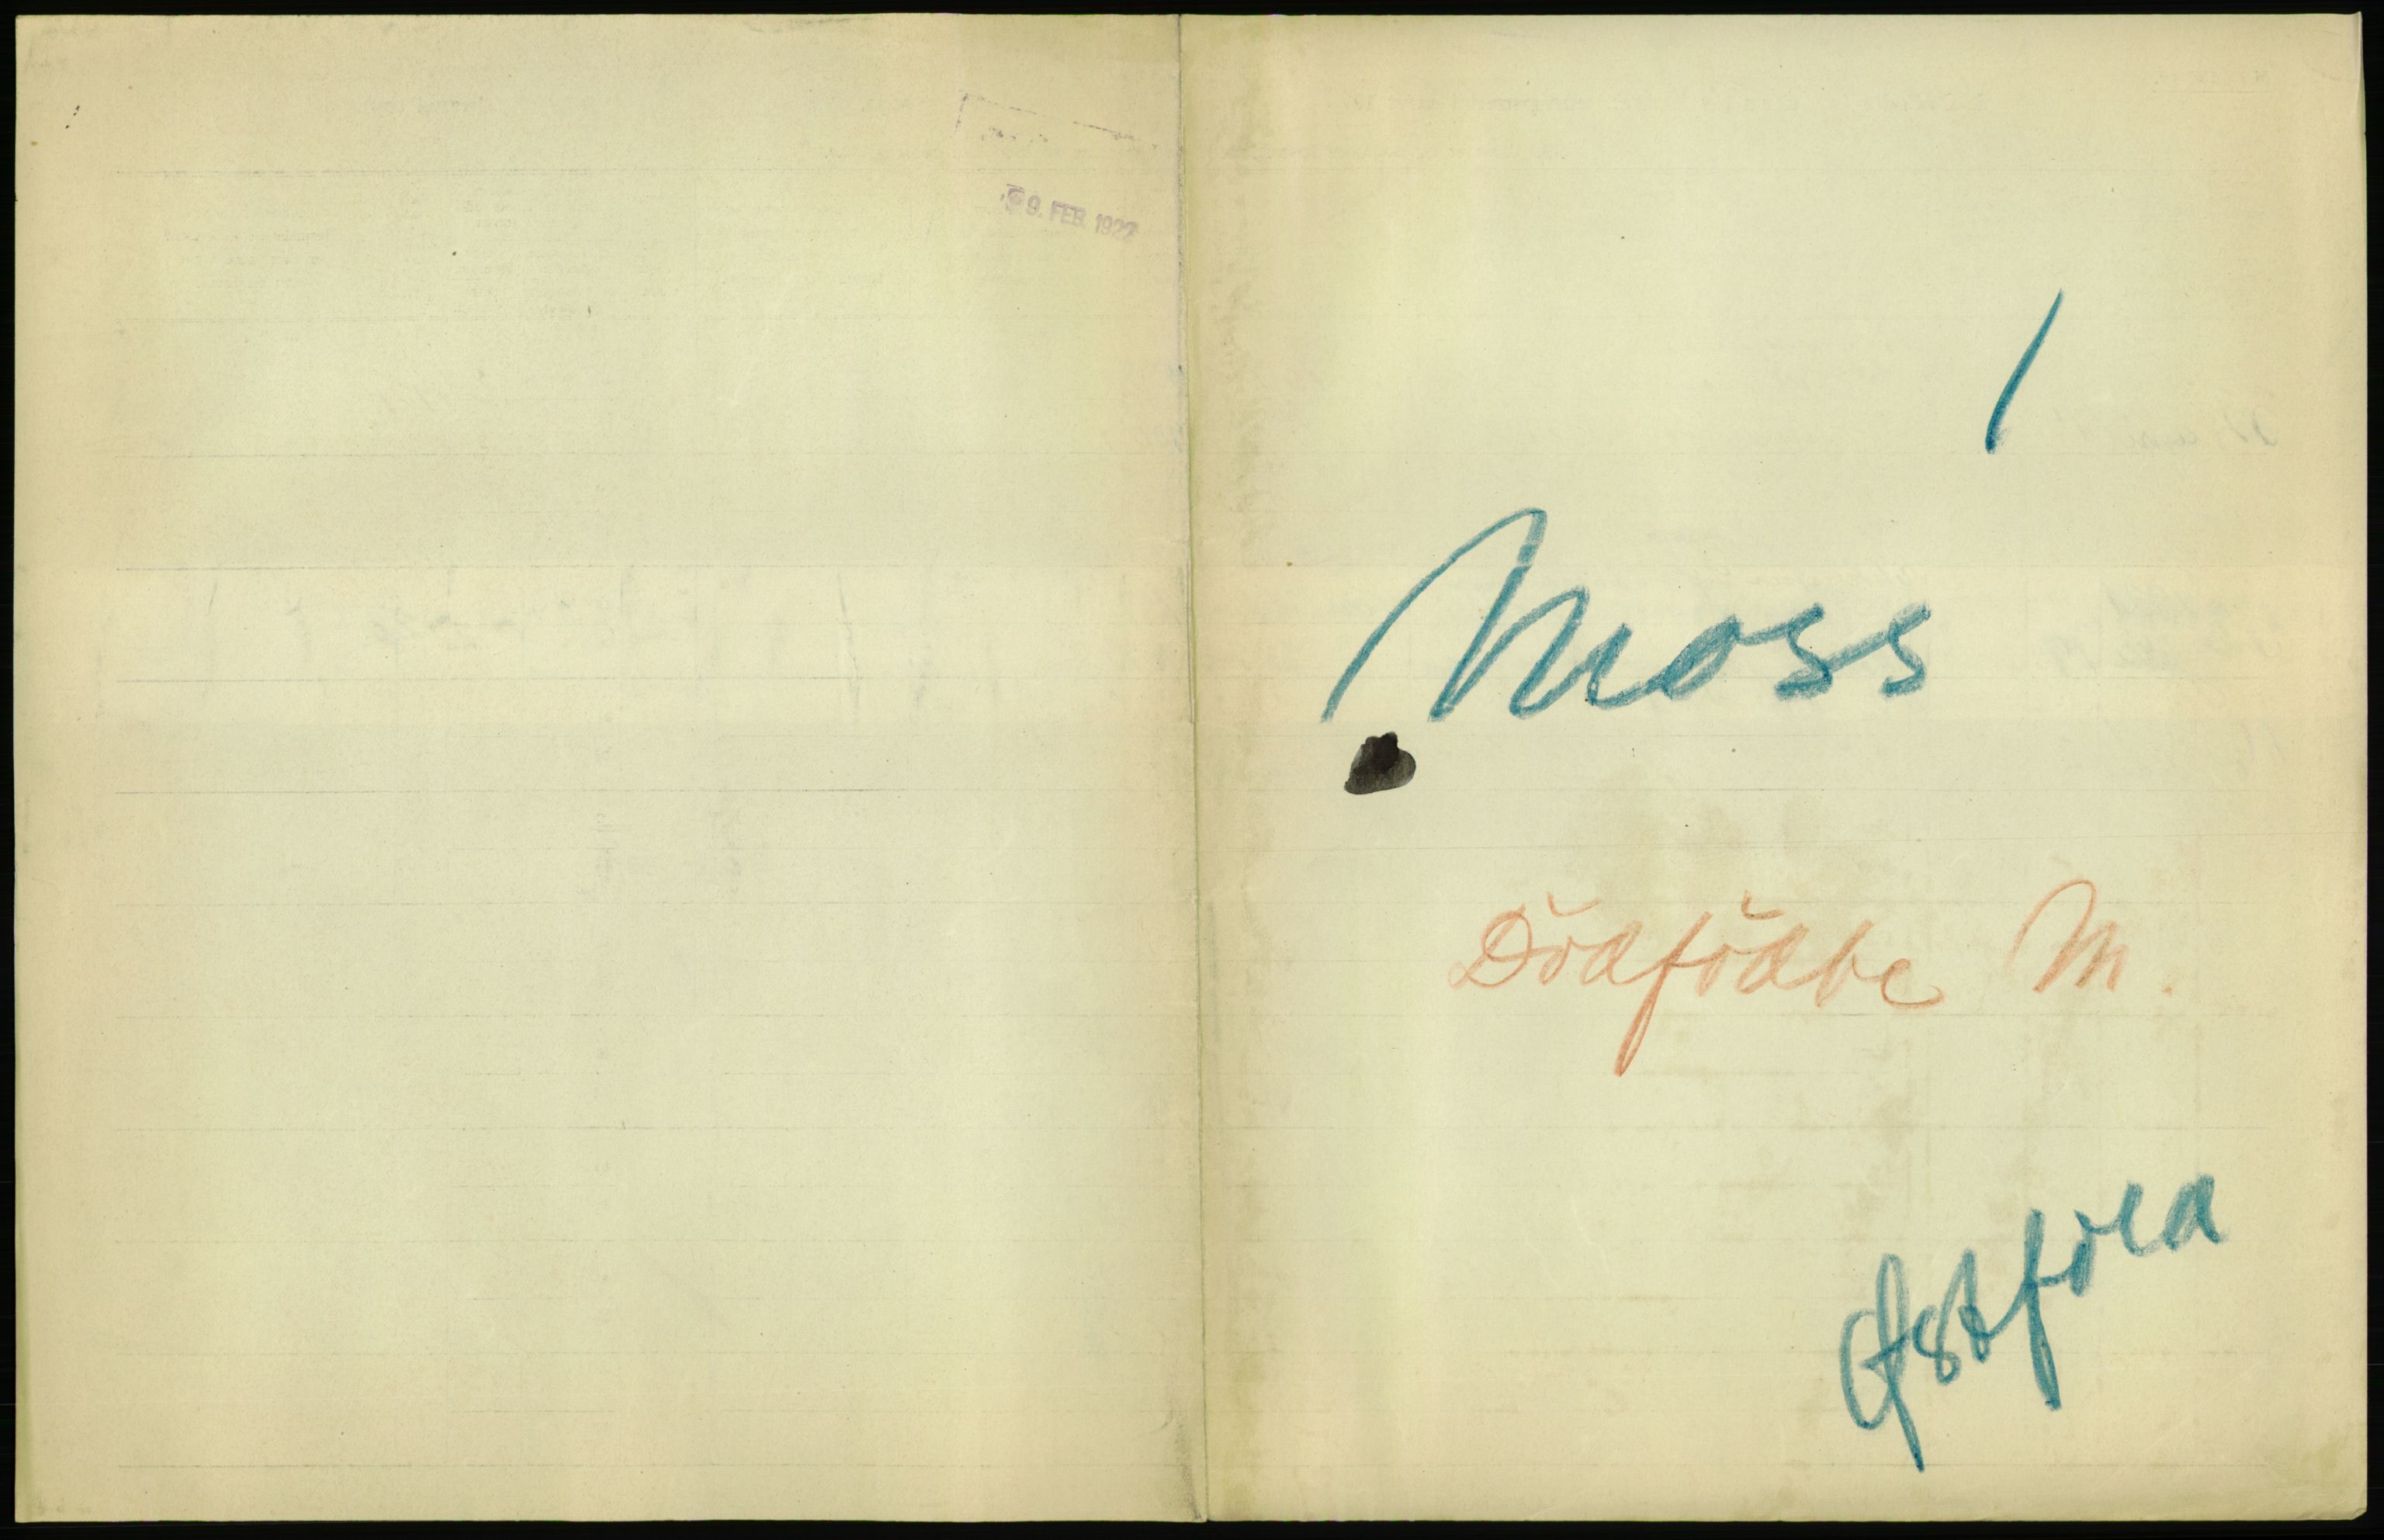 9. FEB. 1922
1
Moss
Dödfödte M.
Østfold